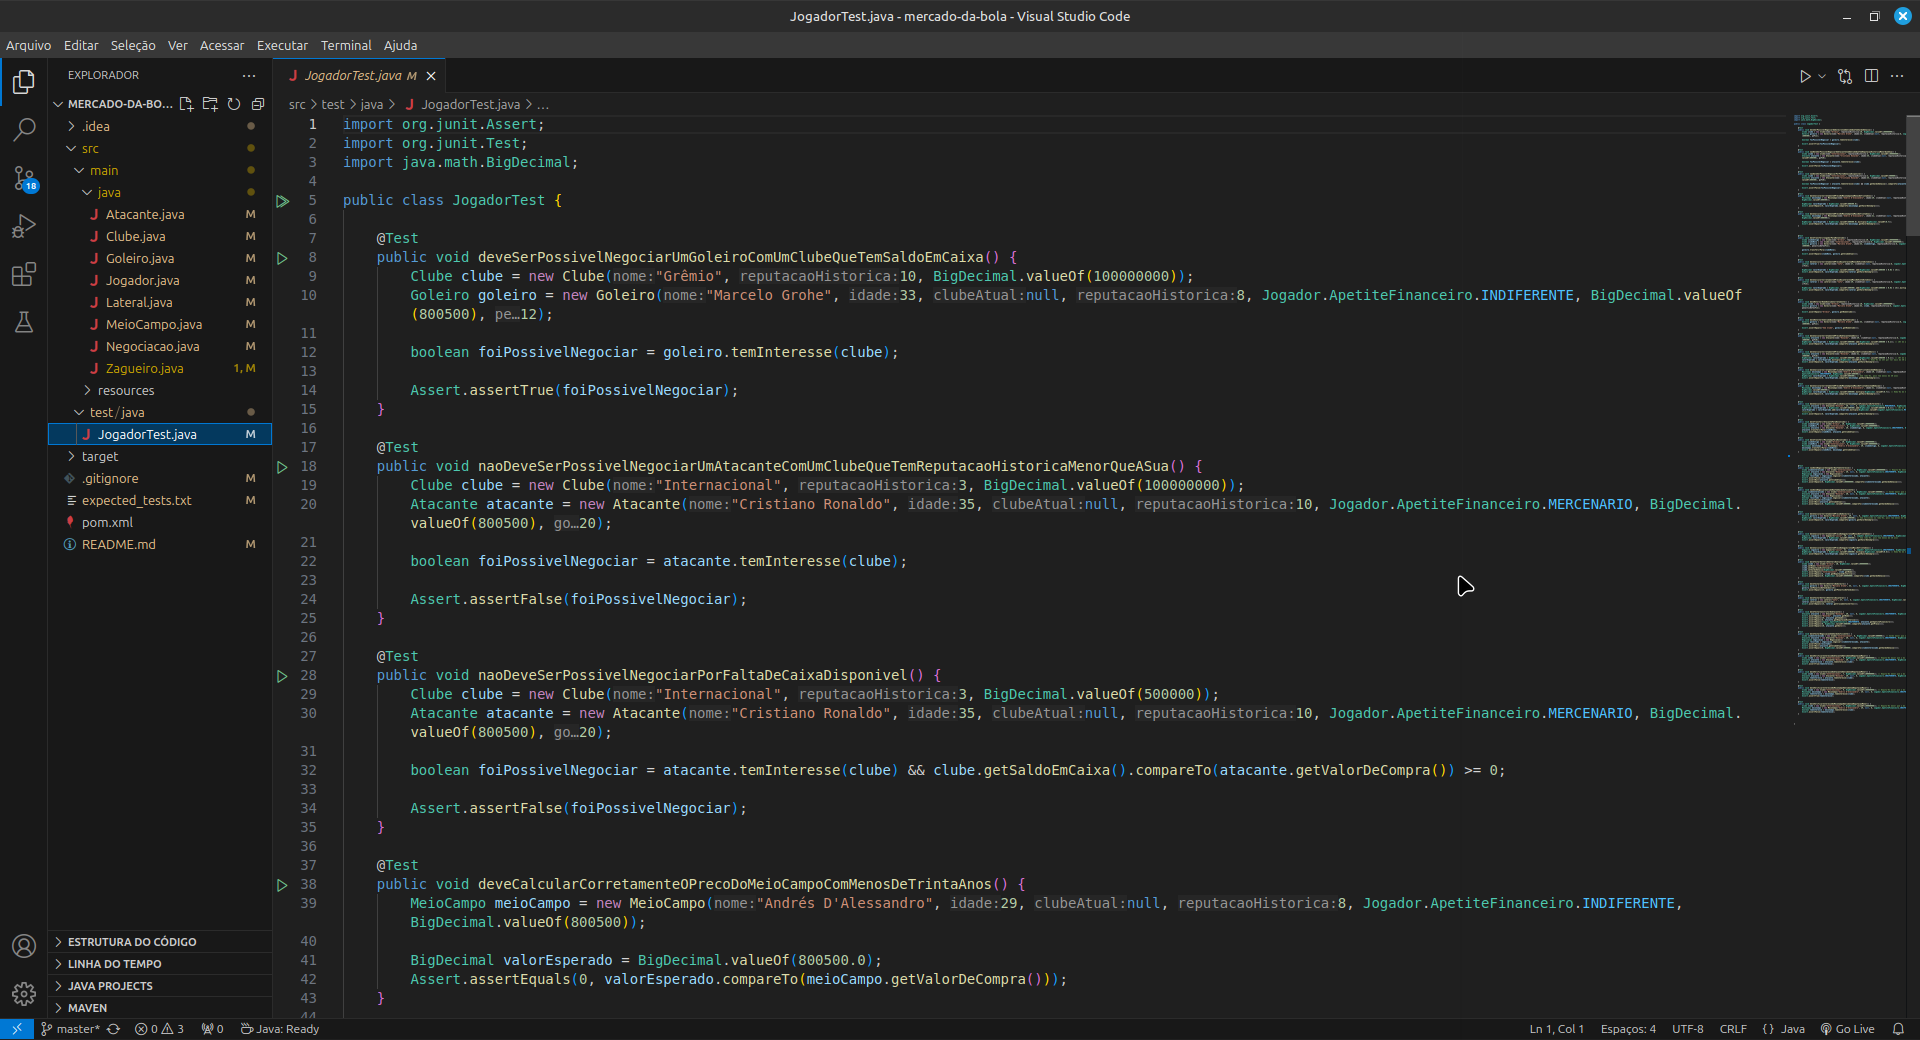 JogadorTest.java - mercado-da-bola - Visual Studio Code
Arquivo Editar Seleção Ver Acessar Executar Terminal Ajuda
EXPLORADOR
MERCADO-DA-BO...
.idea
src
main
java
Atacante.java M
Clube.java M
Goleiro.java M
Jogador.java M
Lateral.java M
MeioCampo.java M
Negociacao.java M
Zagueiro.java 1, M
resources
test/java
JogadorTest.java M
target
.gitignore M
expected_tests.txt M
pom.xml
README.md M
ESTRUTURA DO CÓDIGO
LINHA DO TEMPO
JAVA PROJECTS
MAVEN
18
JogadorTest.java M
src > test > java > JogadorTest.java > ...
1 import org.junit.Assert;
2 import org.junit.Test;
3 import java.math.BigDecimal;
4
5 public class JogadorTest {
6
7 @Test
8 public void deveSerPossivelNegociarUmGoleiroComUmClubeQueTemSaldoEmCaixa() {
9 Clube clube = new Clube(nome:"Grêmio", reputacaoHistorica:10, BigDecimal.valueOf(100000000));
10 Goleiro goleiro = new Goleiro(nome:"Marcelo Grohe", idade:33, clubeAtual:null, reputacaoHistorica:8, Jogador.ApetiteFinanceiro.INDIFERENTE, BigDecimal.valueOf
(800500), pe…12);
11
12 boolean foiPossivelNegociar = goleiro.temInteresse(clube);
13
14 Assert.assertTrue(foiPossivelNegociar);
15 }
16
17 @Test
18 public void naoDeveSerPossivelNegociarUmAtacanteComUmClubeQueTemReputacaoHistoricaMenorQueASua() {
19 Clube clube = new Clube(nome:"Internacional", reputacaoHistorica:3, BigDecimal.valueOf(100000000));
20 Atacante atacante = new Atacante(nome:"Cristiano Ronaldo", idade:35, clubeAtual:null, reputacaoHistorica:10, Jogador.ApetiteFinanceiro.MERCENARIO, BigDecimal.
valueOf(800500), go…20);
21
22 boolean foiPossivelNegociar = atacante.temInteresse(clube);
23
24 Assert.assertFalse(foiPossivelNegociar);
25 }
26
27 @Test
28 public void naoDeveSerPossivelNegociarPorFaltaDeCaixaDisponivel() {
29 Clube clube = new Clube(nome:"Internacional", reputacaoHistorica:3, BigDecimal.valueOf(500000));
30 Atacante atacante = new Atacante(nome:"Cristiano Ronaldo", idade:35, clubeAtual:null, reputacaoHistorica:10, Jogador.ApetiteFinanceiro.MERCENARIO, BigDecimal.
valueOf(800500), go…20);
31
32 boolean foiPossivelNegociar = atacante.temInteresse(clube) && clube.getSaldoEmCaixa().compareTo(atacante.getValorDeCompra()) >= 0;
33
34 Assert.assertFalse(foiPossivelNegociar);
35 }
36
37 @Test
38 public void deveCalcularCorretamenteOPrecoDoMeioCampoComMenosDeTrintaAnos() {
39 MeioCampo meioCampo = new MeioCampo(nome:"Andrés D'Alessandro", idade:29, clubeAtual:null, reputacaoHistorica:8, Jogador.ApetiteFinanceiro.INDIFERENTE,
BigDecimal.valueOf(800500));
40
41 BigDecimal valorEsperado = BigDecimal.valueOf(800500.0);
42 Assert.assertEquals(0, valorEsperado.compareTo(meioCampo.getValorDeCompra()));
43 }
44
master* 0 3 0 Java: Ready Ln 1, Col 1 Espaços: 4 UTF-8 CRLF {} Java Go Live